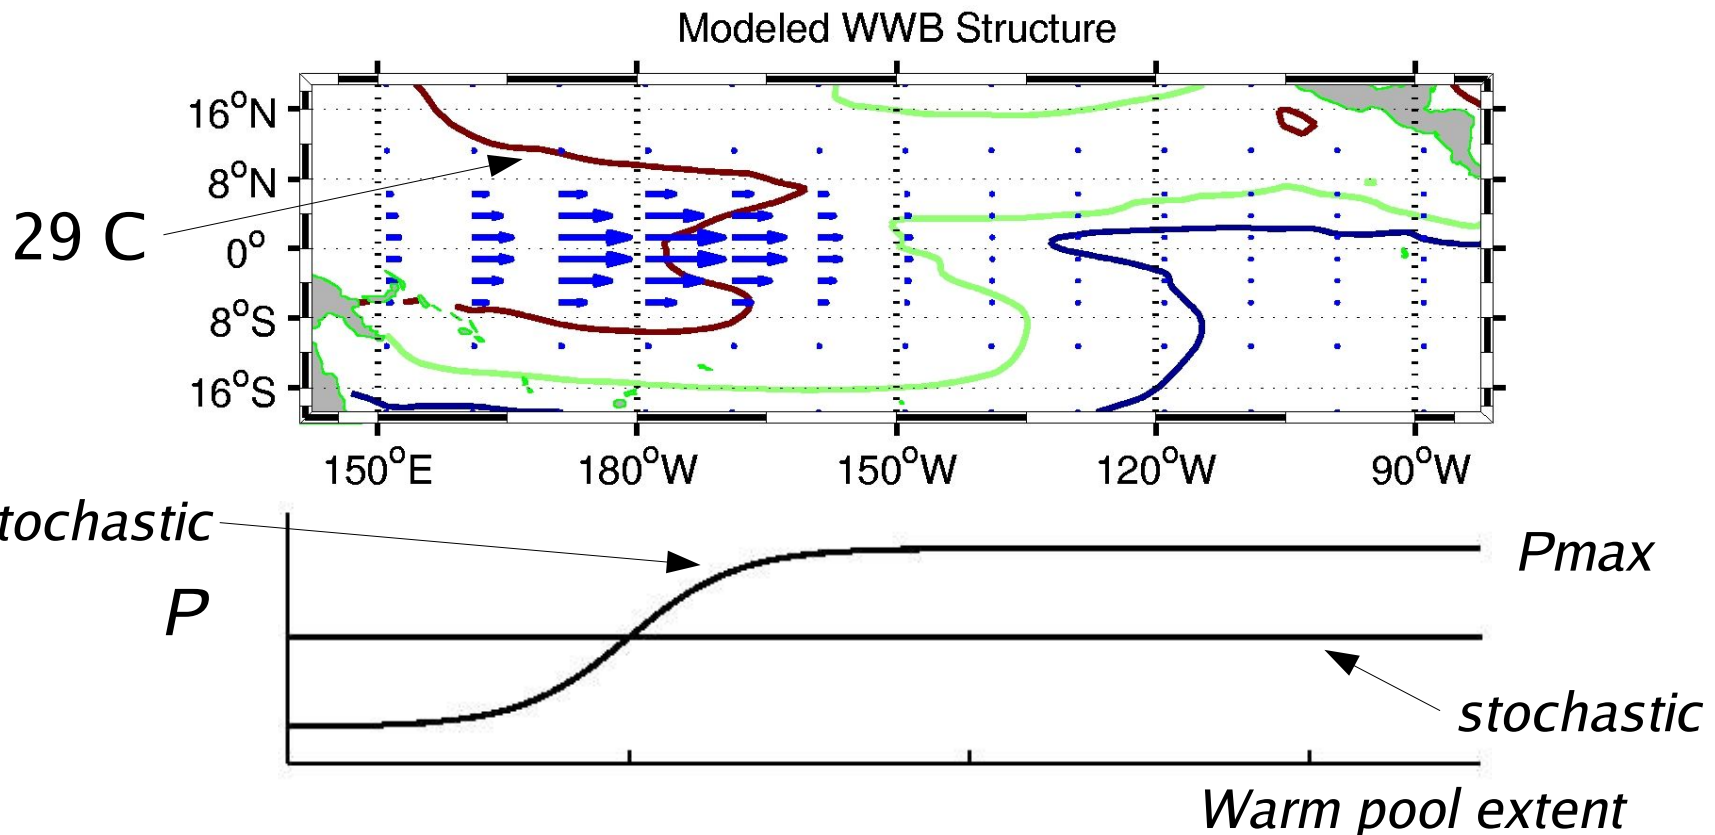 Modeled WWB Structure
16°N
8°N
29 C
0°
8°S
16°S
150°E 180°W 150°W 120°W 90°W
tochastic
Pmax
P
stochastic
Warm pool extent